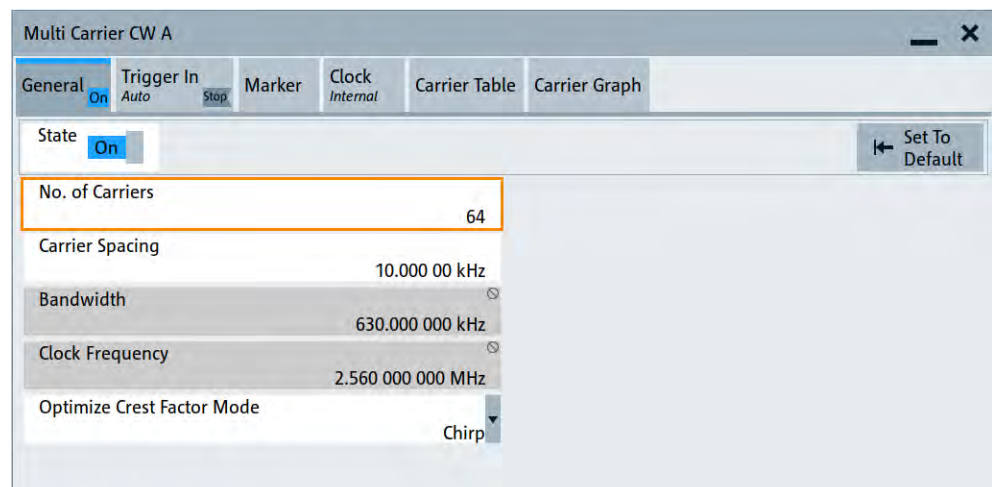 Multi Carrier CW A
General On
Trigger In
Auto Stop
Marker
Clock
Internal
Carrier Table
Carrier Graph
State On
Set To
Default
No. of Carriers
64
Carrier Spacing
10.000 00 kHz
Bandwidth
630.000 000 kHz
Clock Frequency
2.560 000 000 MHz
Optimize Crest Factor Mode
Chirp